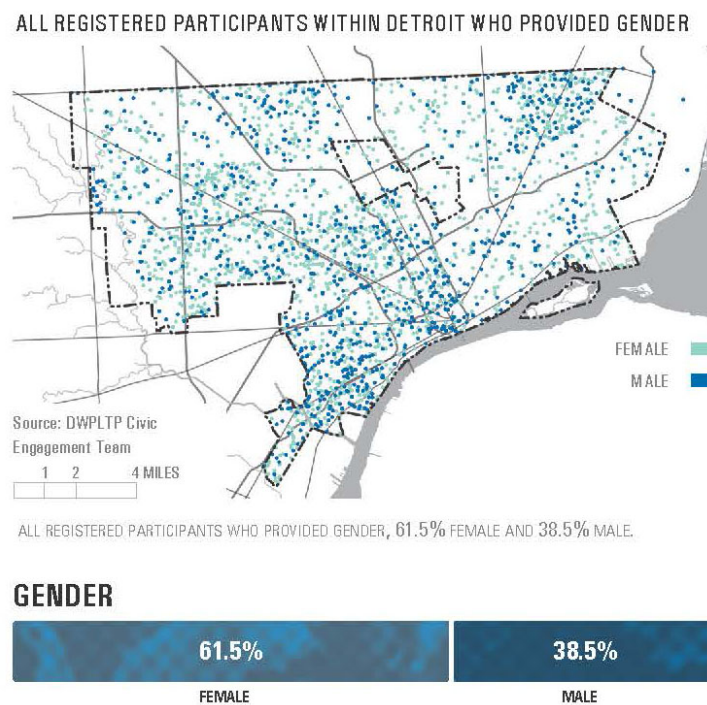 ALL REGISTERED PARTICIPANTS WITHIN DETROIT WHO PROVIDED GENDER
FEMALE
MALE
Source: DWPLTP Civic
Engagement Team
1 2 4 MILES
ALL REGISTERED PARTICIPANTS WHO PROVIDED GENDER, 61.5% FEMALE AND 38.5% MALE.
GENDER
61.5% 38.5%
FEMALE MALE